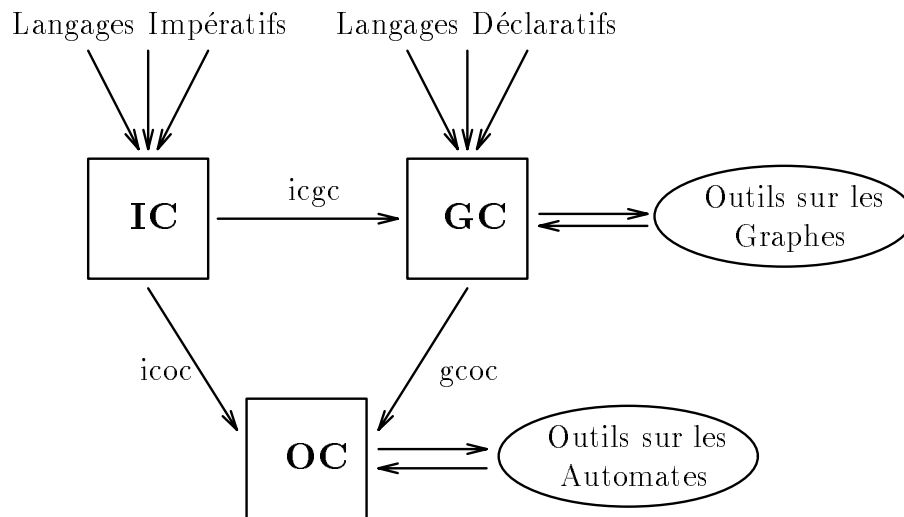 Langages Impératifs
Langages Déclaratifs
icgc
IC
GC
Outils sur les
Graphes
icoc
gcoc
OC
Outils sur les
Automates